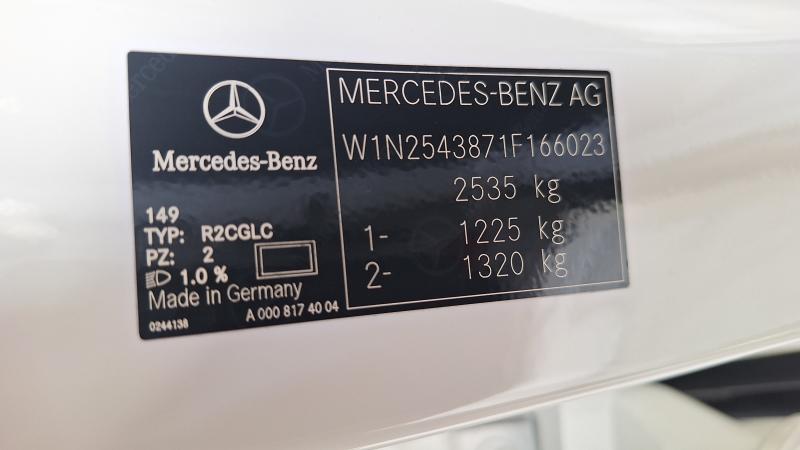 Mercedes-Benz
149
TYP: R2CGLC
PZ: 2
1.0 %
Made in Germany
0244138
A 000 817 40 04
MERCEDES-BENZ AG
W1N2543871F166023
2535 kg
1- 1225 kg
2- 1320 kg